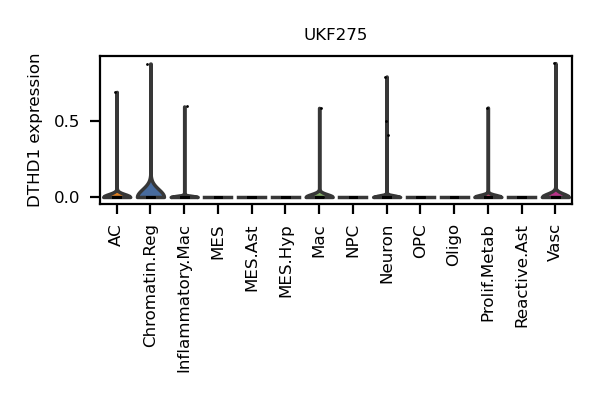 UKF275
DTHD1 expression
0.5
0.0
AC
Chromatin.Reg
Inflammatory.Mac
MES
MES.Ast
MES.Hyp
Mac
NPC
Neuron
OPC
Oligo
Prolif.Metab
Reactive.Ast
Vasc